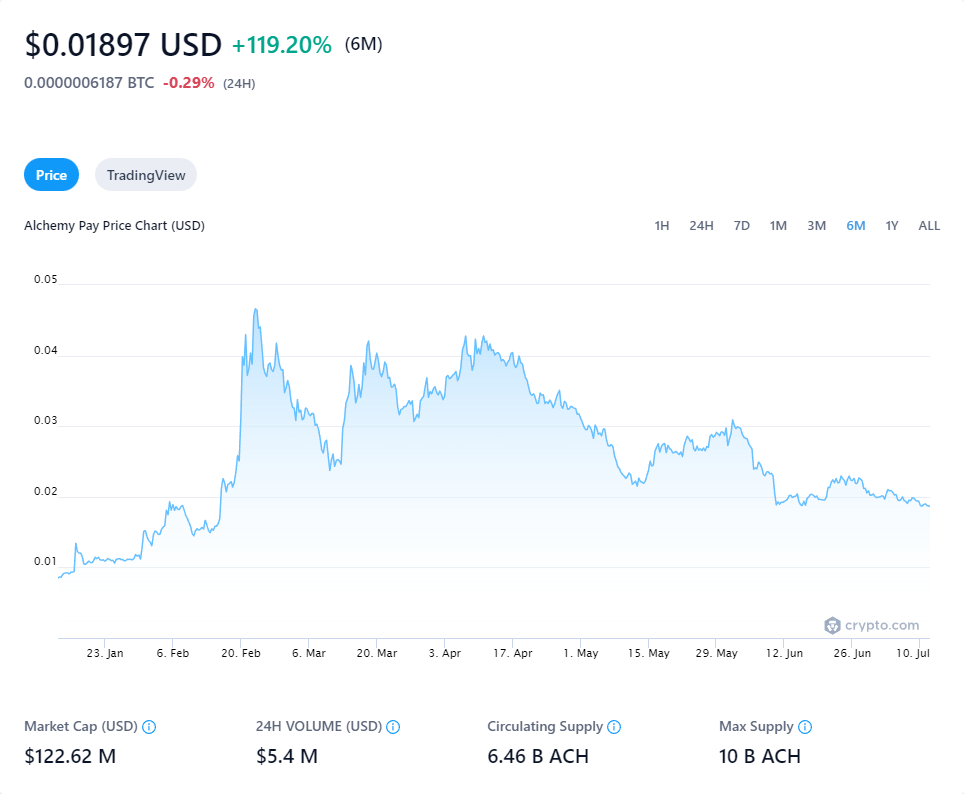 $0.01897 USD +119.20% (6M)
0.0000006187 BTC -0.29% (24H)
Price TradingView
Alchemy Pay Price Chart (USD) 1H 24H 7D 1M 3M 6M 1Y ALL
0.05
0.04
0.03
0.02
0.01
crypto.com
23. Jan 6. Feb 20. Feb 6. Mar 20. Mar 3. Apr 17. Apr 1. May 15. May 29. May 12. Jun 26. Jun 10. Jul
Market Cap (USD) 24H VOLUME (USD) Circulating Supply Max Supply
$122.62 M $5.4 M 6.46 B ACH 10 B ACH